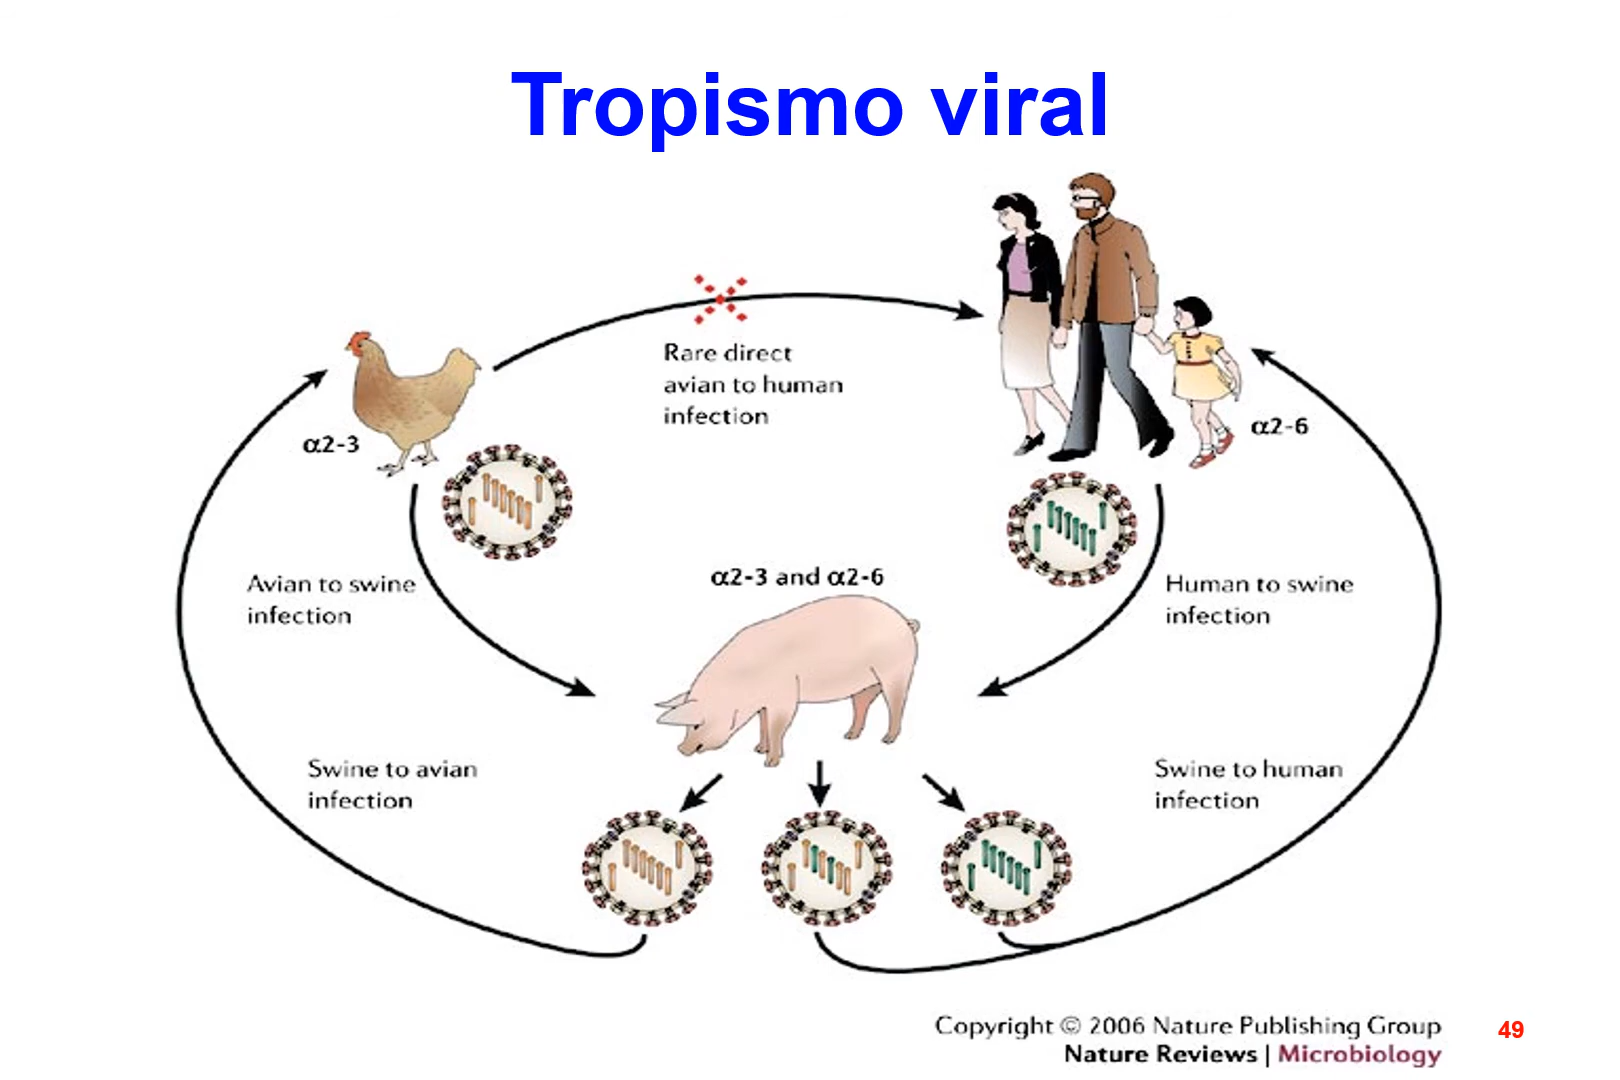 Tropismo viral
Rare direct
avian to human
infection
α2-3
α2-6
α2-3 and α2-6
Avian to swine
infection
Human to swine
infection
Swine to avian
infection
Swine to human
infection
Copyright © 2006 Nature Publishing Group
Nature Reviews | Microbiology
49